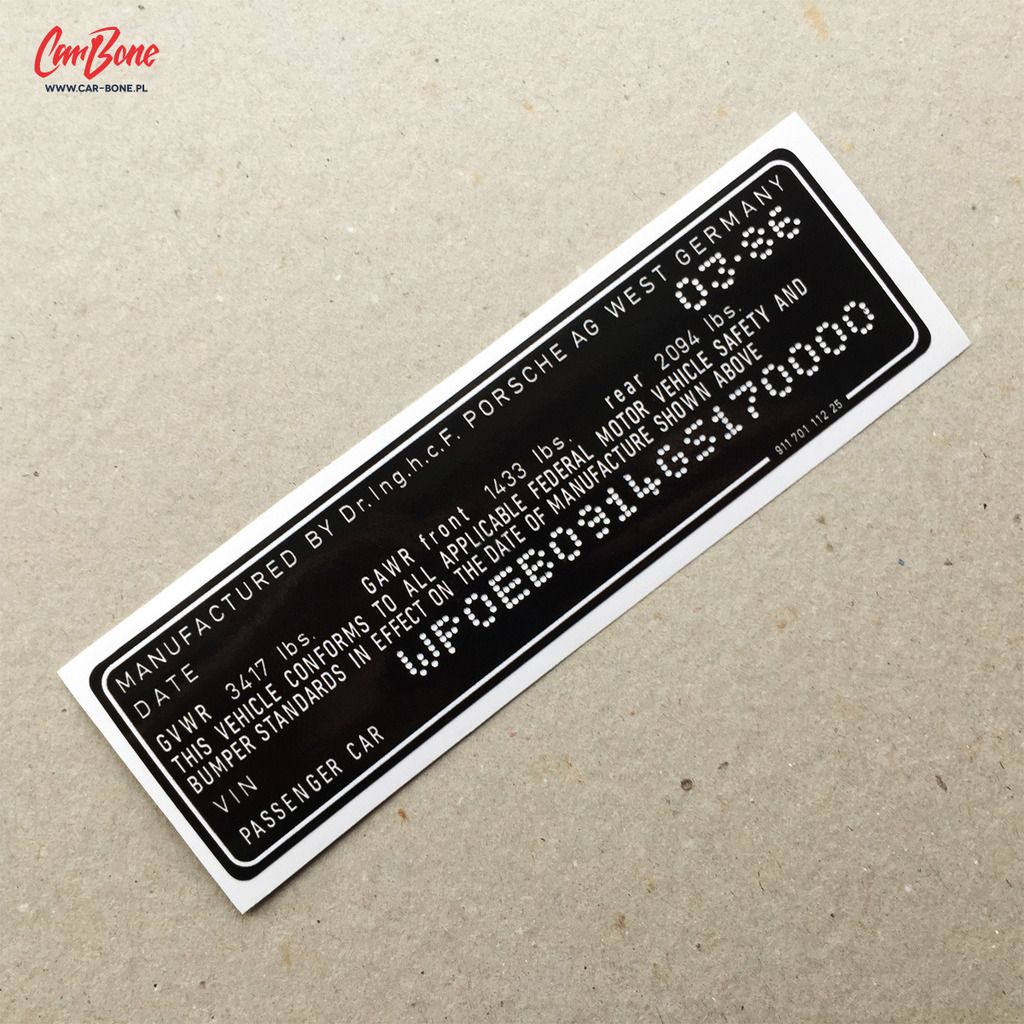 Car Bone
WWW.CAR-BONE.PL
MANUFACTURED BY Dr.Ing.h.c.F. PORSCHE AG WEST GERMANY
DATE 03·86
GVWR 3417 lbs. GAWR front 1433 lbs. rear 2094 lbs.
THIS VEHICLE CONFORMS TO ALL APPLICABLE FEDERAL MOTOR VEHICLE SAFETY AND
BUMPER STANDARDS IN EFFECT ON THE DATE OF MANUFACTURE SHOWN ABOVE
VIN WP0EB0914GS170000
PASSENGER CAR
911 701 112 25